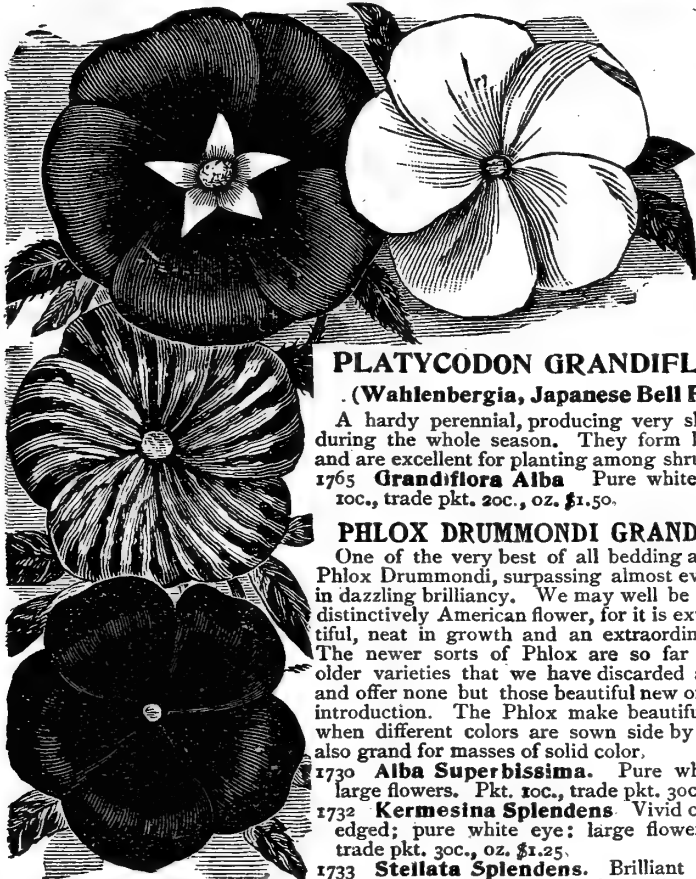 PLATYCODON GRANDIFL
(Wahlenbergia, Japanese Bell F
A hardy perennial, producing very sh
during the whole season. They form l
and are excellent for planting among shru
1765 Grandiflora Alba Pure white
10c., trade pkt. 20c., oz. $1.50,
PHLOX DRUMMONDI GRAND
One of the very best of all bedding a
Phlox Drummondi, surpassing almost ev
in dazzling brilliancy. We may well be
distinctively American flower, for it is ex
tiful, neat in growth and an extraordin
The newer sorts of Phlox are so far
older varieties that we have discarded a
and offer none but those beautiful new o
introduction. The Phlox make beautifu
when different colors are sown side by
also grand for masses of solid color,
1730 Alba Superbissima. Pure wh
large flowers. Pkt. 10c., trade pkt. 30c
1732 Kermesina Splendens Vivid c
edged; pure white eye: large flowe
trade pkt. 30c., oz. $1.25,
1733 Stellata Splendens. Brilliant